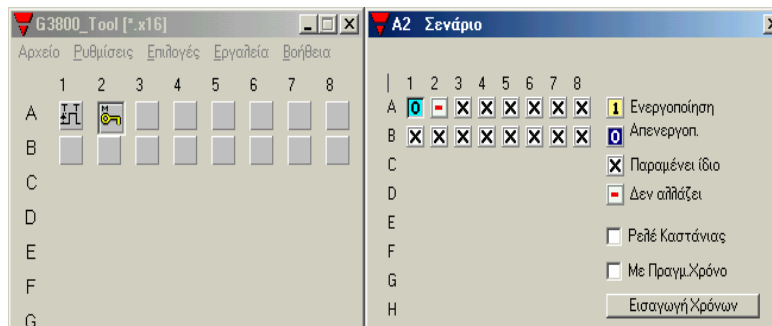 G3800_Tool [*.x16]
Αρχείο Ρυθμίσεις Επιλογές Εργαλεία Βοήθεια
1 2 3 4 5 6 7 8
A
B
C
D
E
F
G
A2 Σενάριο
1 2 3 4 5 6 7 8
A 0 - X X X X X X
B X X X X X X X X
C
D
E
F
G
H
1 Ενεργοποίηση
0 Απενεργοπ.
X Παραμένει ίδιο
- Δεν αλλάζει
Ρελέ Καστάνιας
Με Πραγμ.Χρόνο
Εισαγωγή Χρόνων